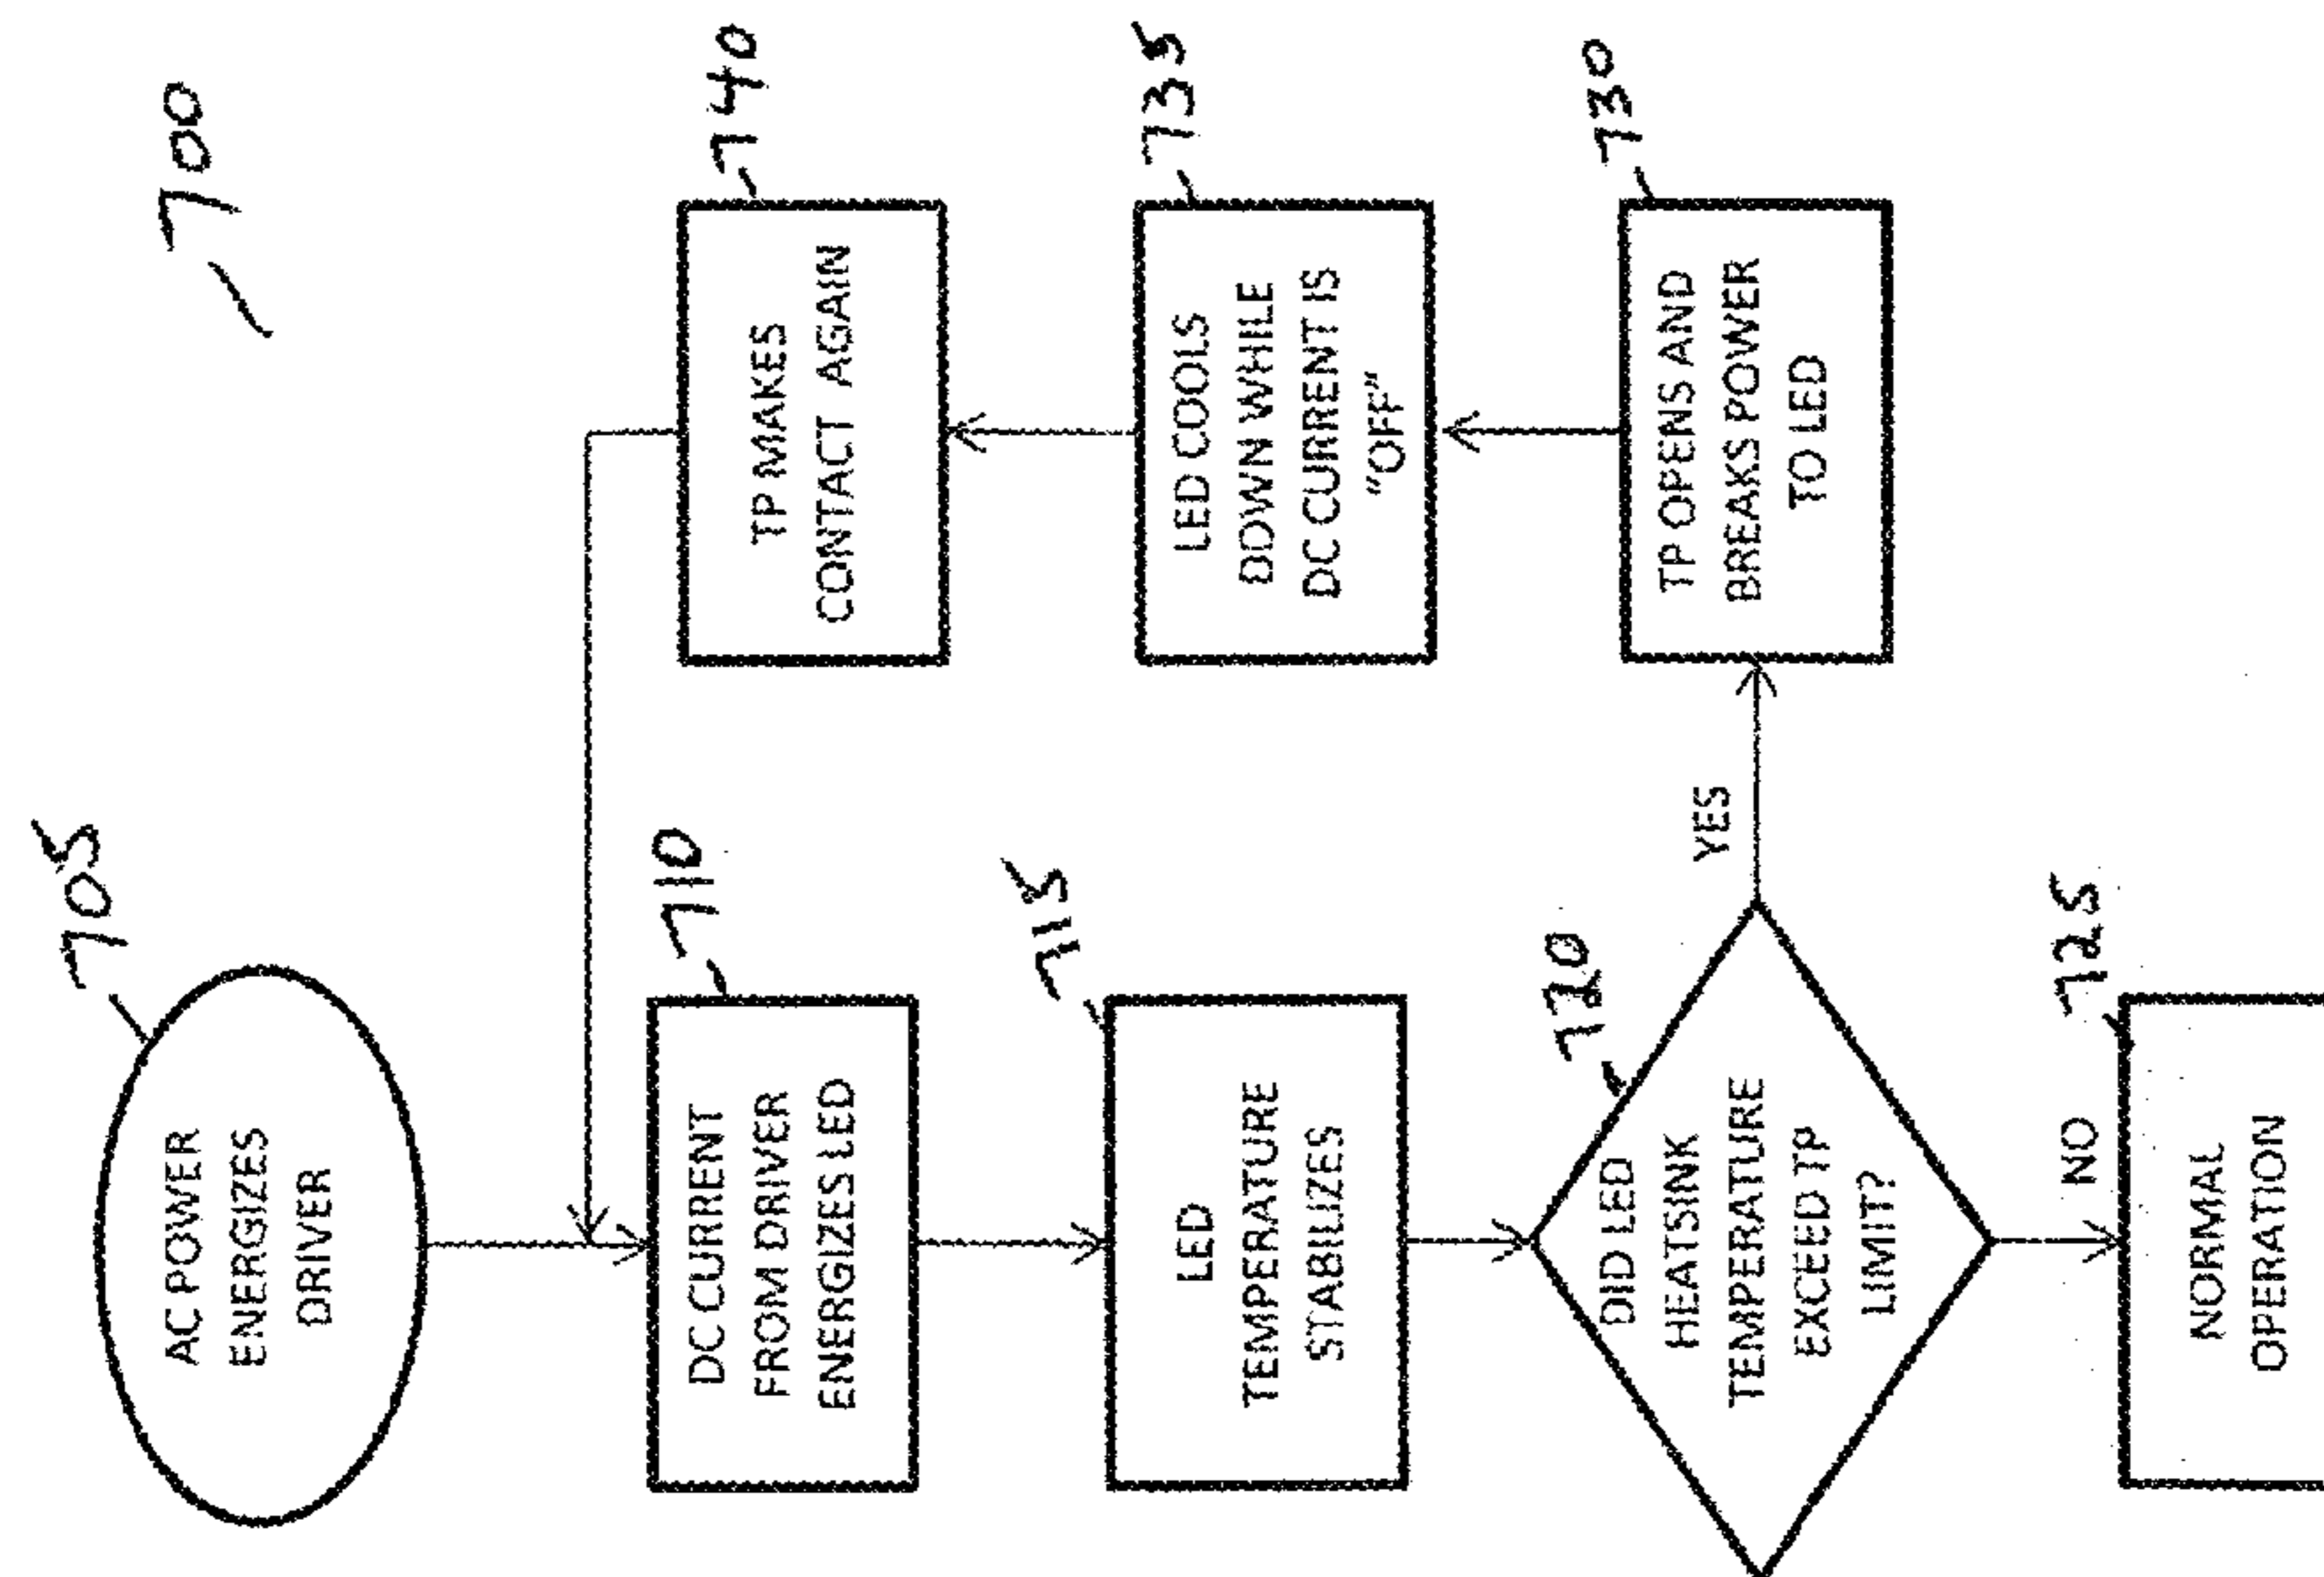 700
705
AC POWER
ENERGIZES
DRIVER
710
DC CURRENT
FROM DRIVER
ENERGIZES LED
715
LED
TEMPERATURE
STABILIZES
720
DID LED
HEATSINK
TEMPERATURE
EXCEED TP
LIMIT?
YES
NO
725
NORMAL
OPERATION
730
TP OPENS AND
BREAKS POWER
TO LED
735
LED COOLS
DOWN WHILE
DC CURRENT IS
"OFF"
740
TP MAKES
CONTACT AGAIN